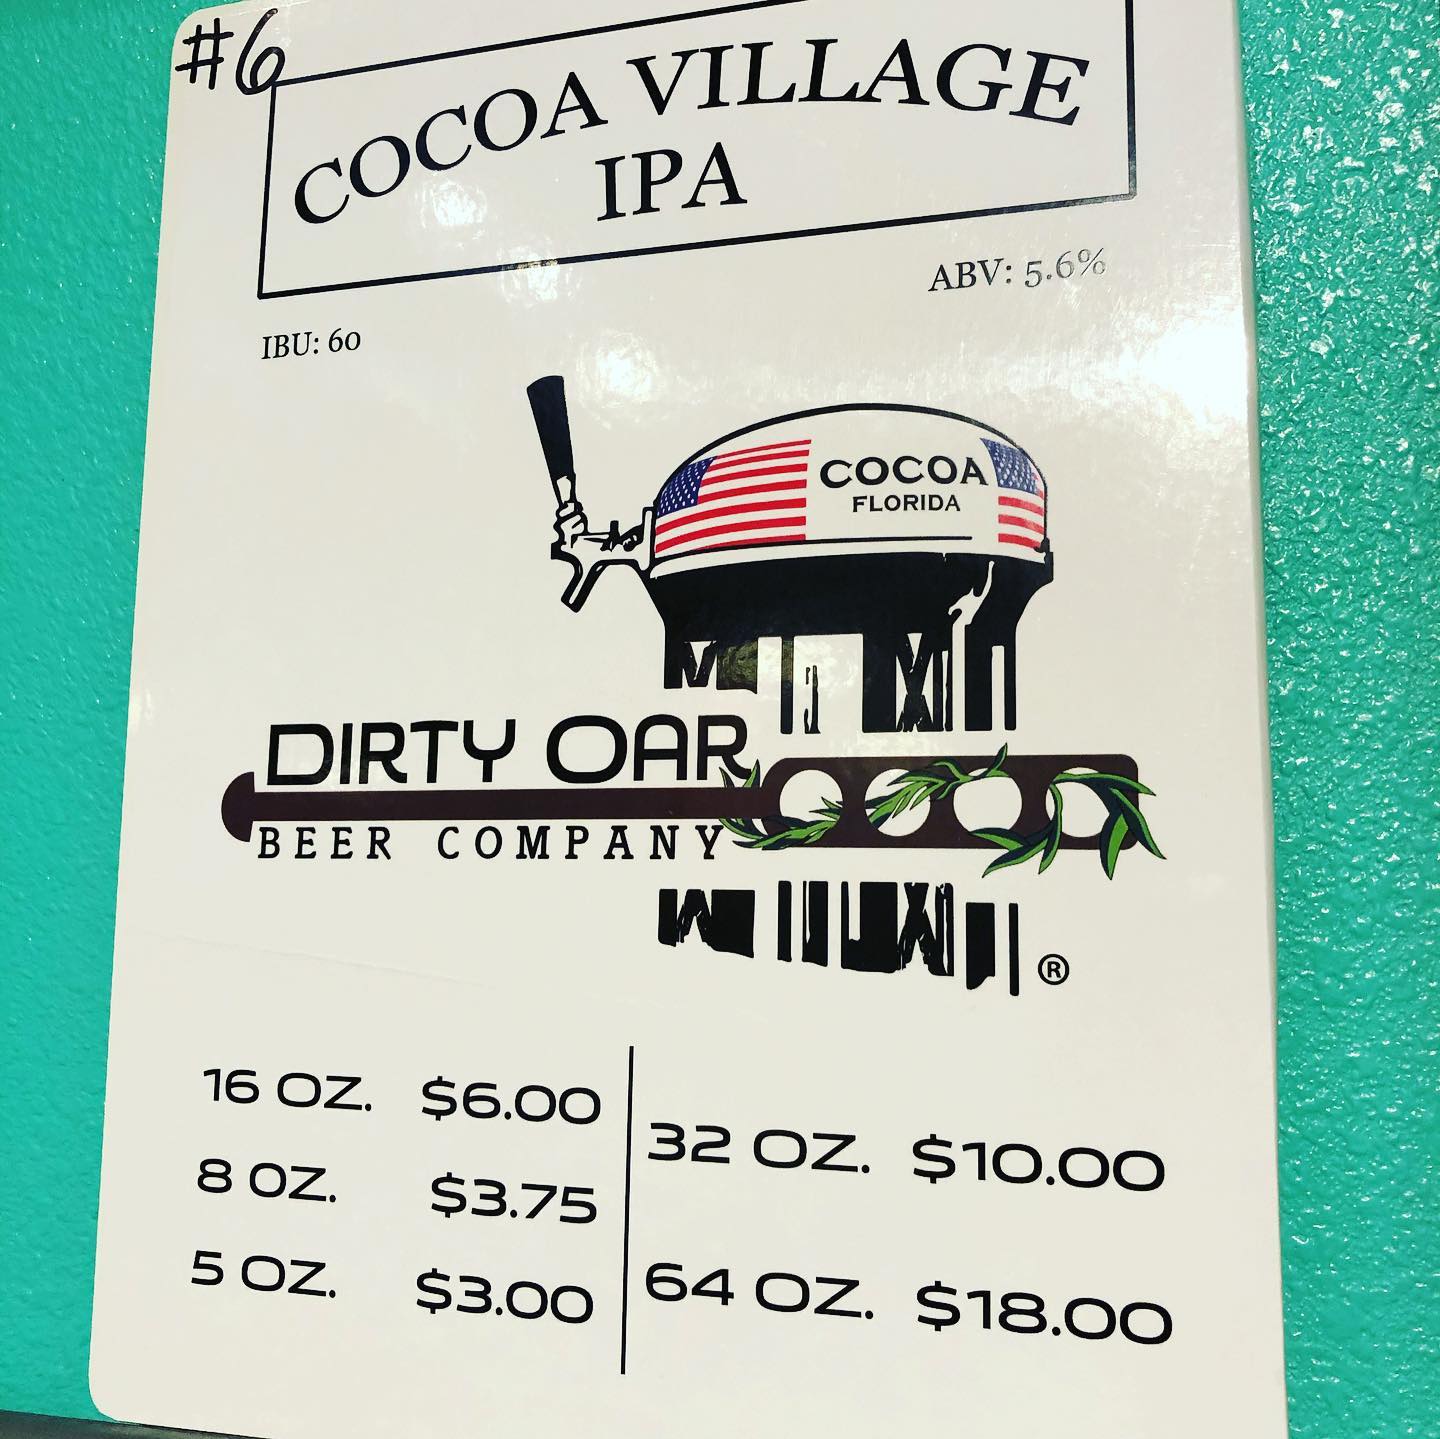 #6
COCOA VILLAGE
IPA
ABV: 5.6%
IBU: 60
COCOA
FLORIDA
DIRTY OAR
BEER COMPANY
®
16 OZ. $6.00
8 OZ. $3.75
5 OZ. $3.00
32 OZ. $10.00
64 OZ. $18.00